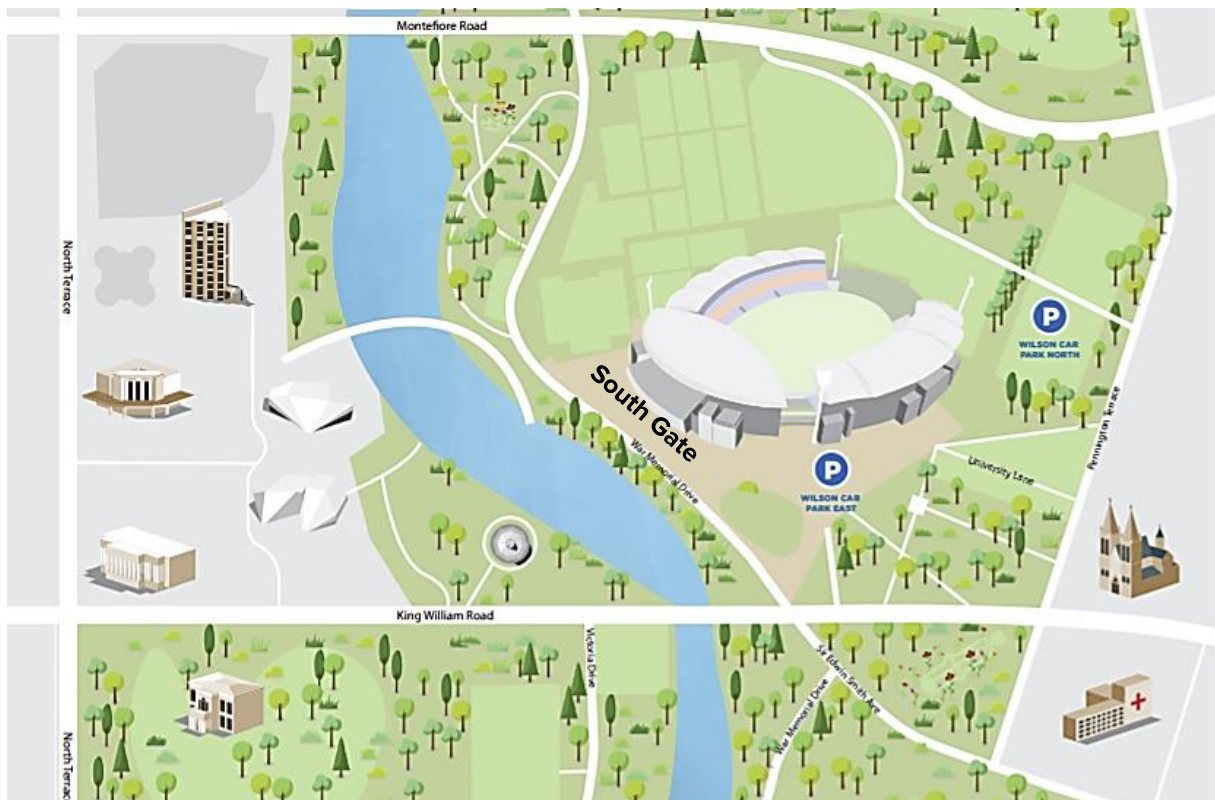 Montefiore Road
North Terrace
P
WILSON CAR
PARK NORTH
South Gate
Pennington Terrace
War Memorial Drive
University Lane
P
WILSON CAR
PARK EAST
King William Road
Victoria Drive
Sir Edwin Smith Ave
War Memorial Drive
North Terrac